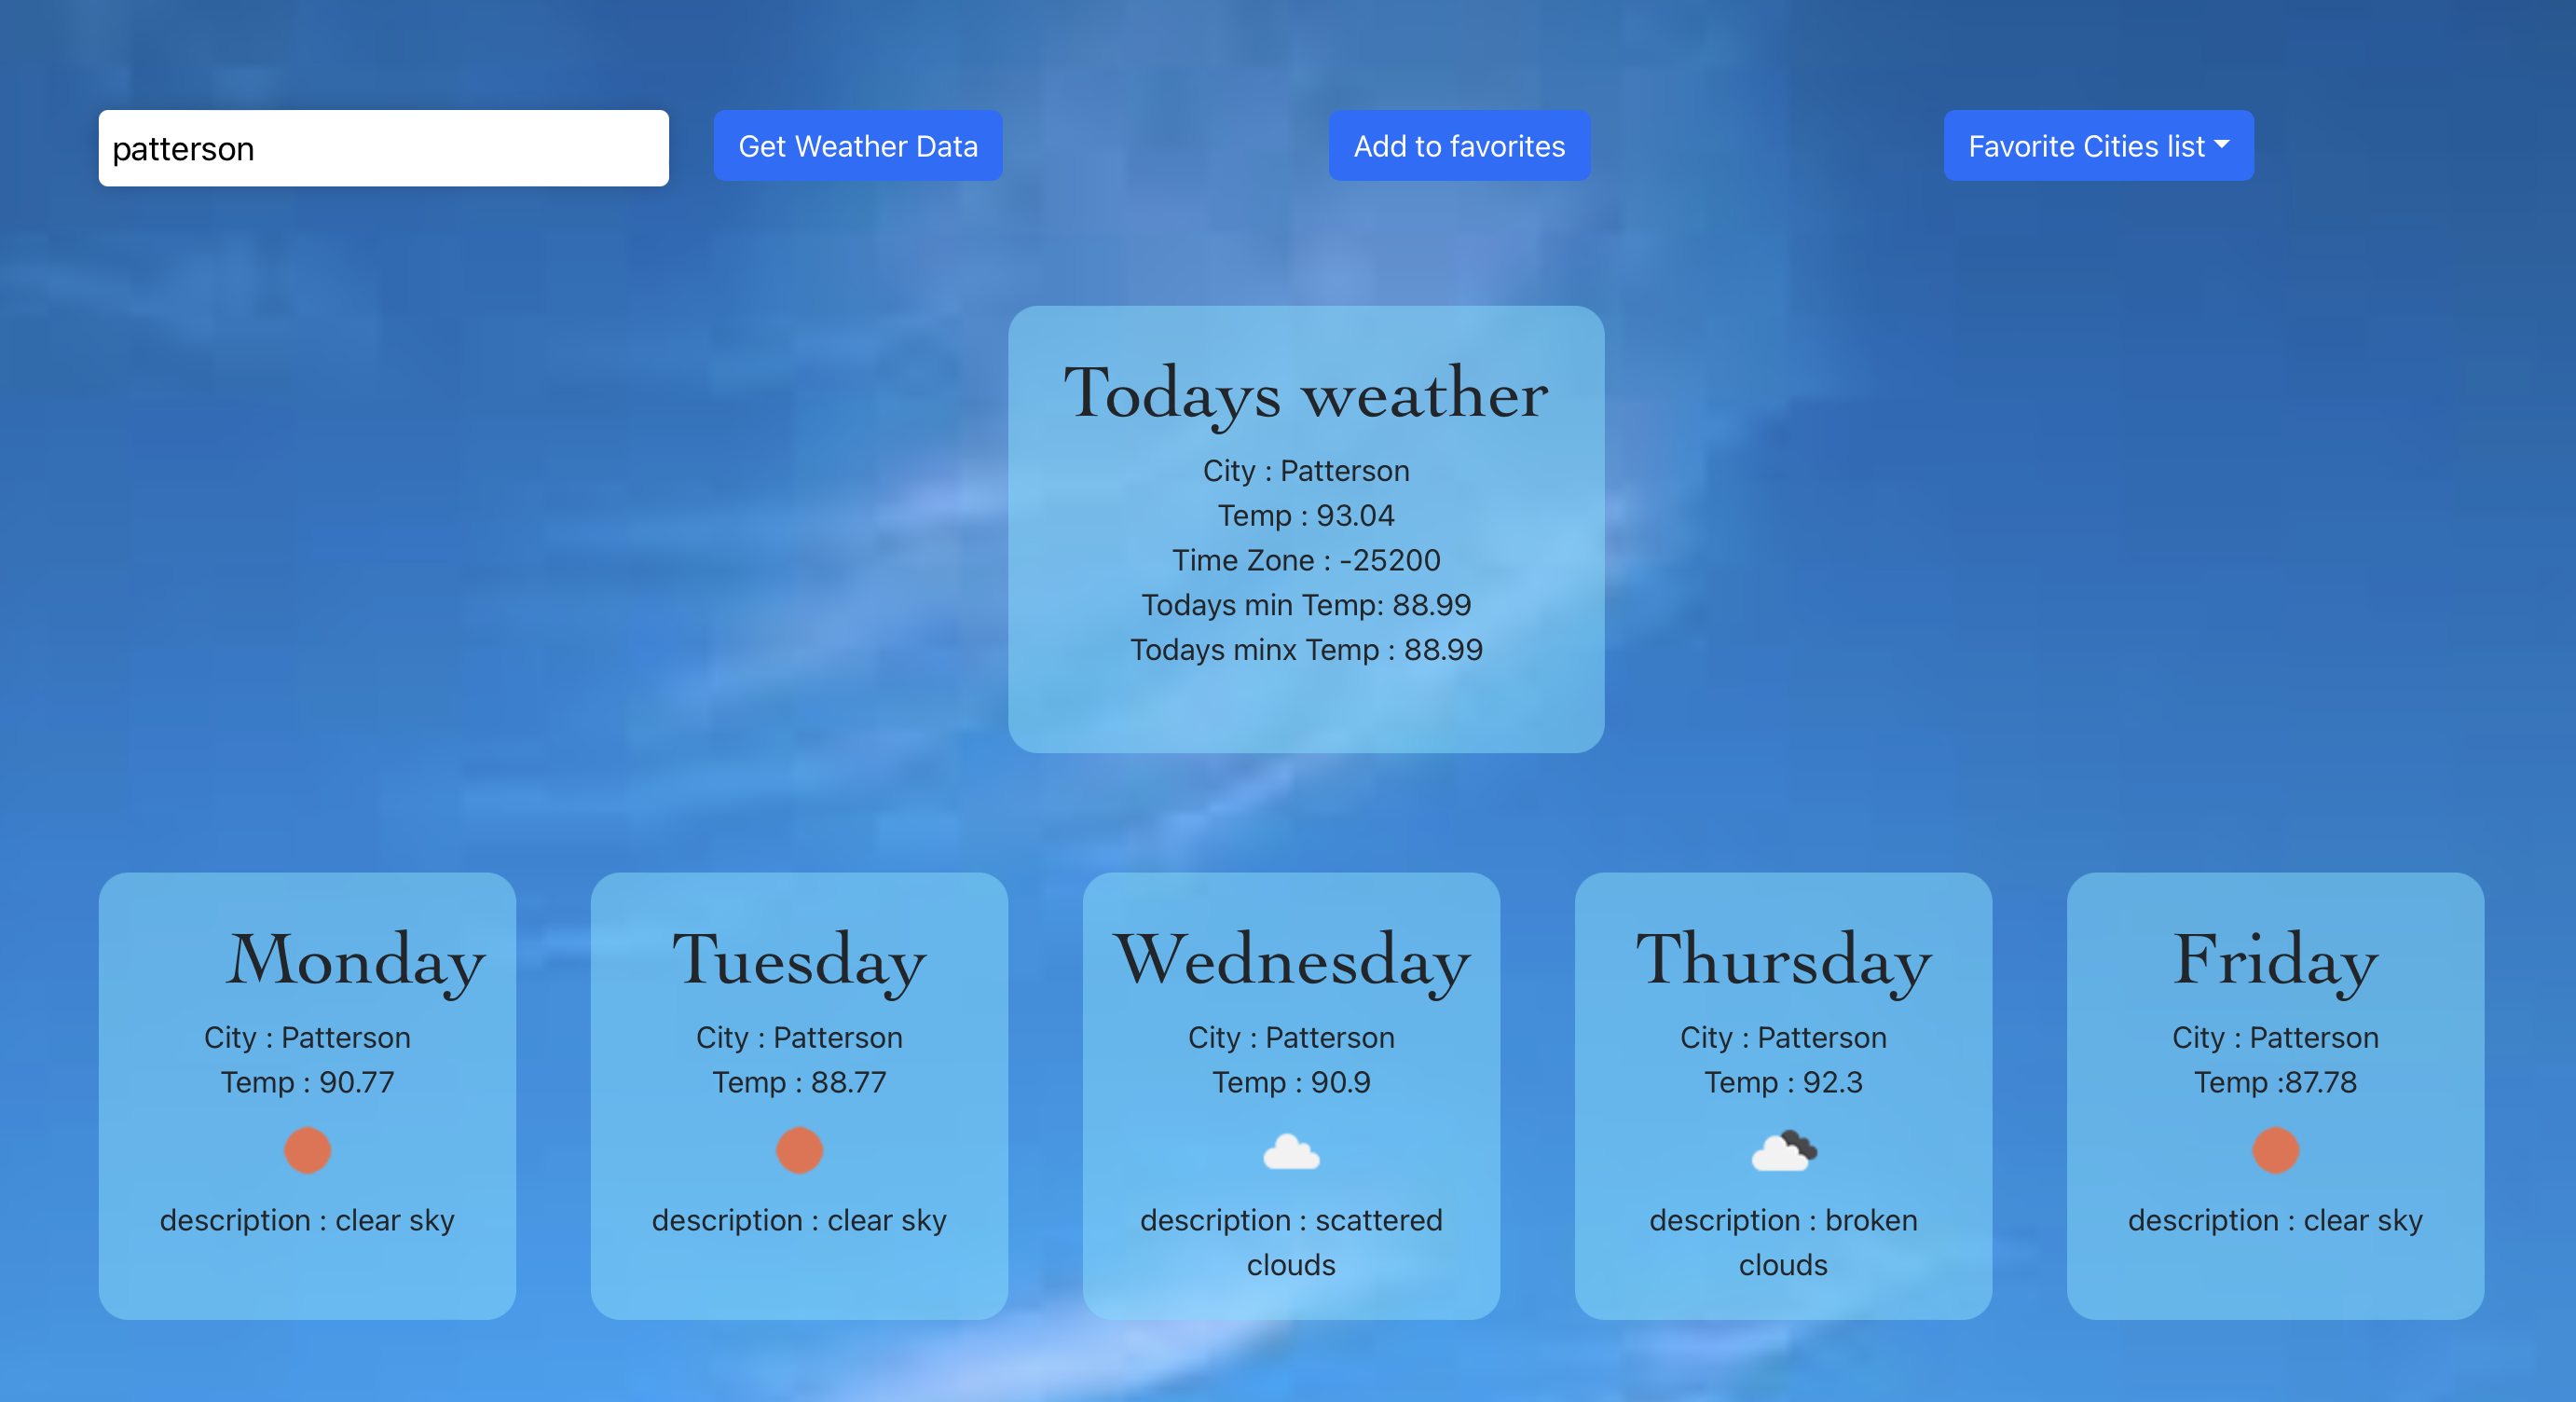 patterson
Get Weather Data
Add to favorites
Favorite Cities list
Todays weather
City : Patterson
Temp : 93.04
Time Zone : -25200
Todays min Temp: 88.99
Todays minx Temp : 88.99
Monday
City : Patterson
Temp : 90.77
description : clear sky
Tuesday
City : Patterson
Temp : 88.77
description : clear sky
Wednesday
City : Patterson
Temp : 90.9
description : scattered
clouds
Thursday
City : Patterson
Temp : 92.3
description : broken
clouds
Friday
City : Patterson
Temp :87.78
description : clear sky